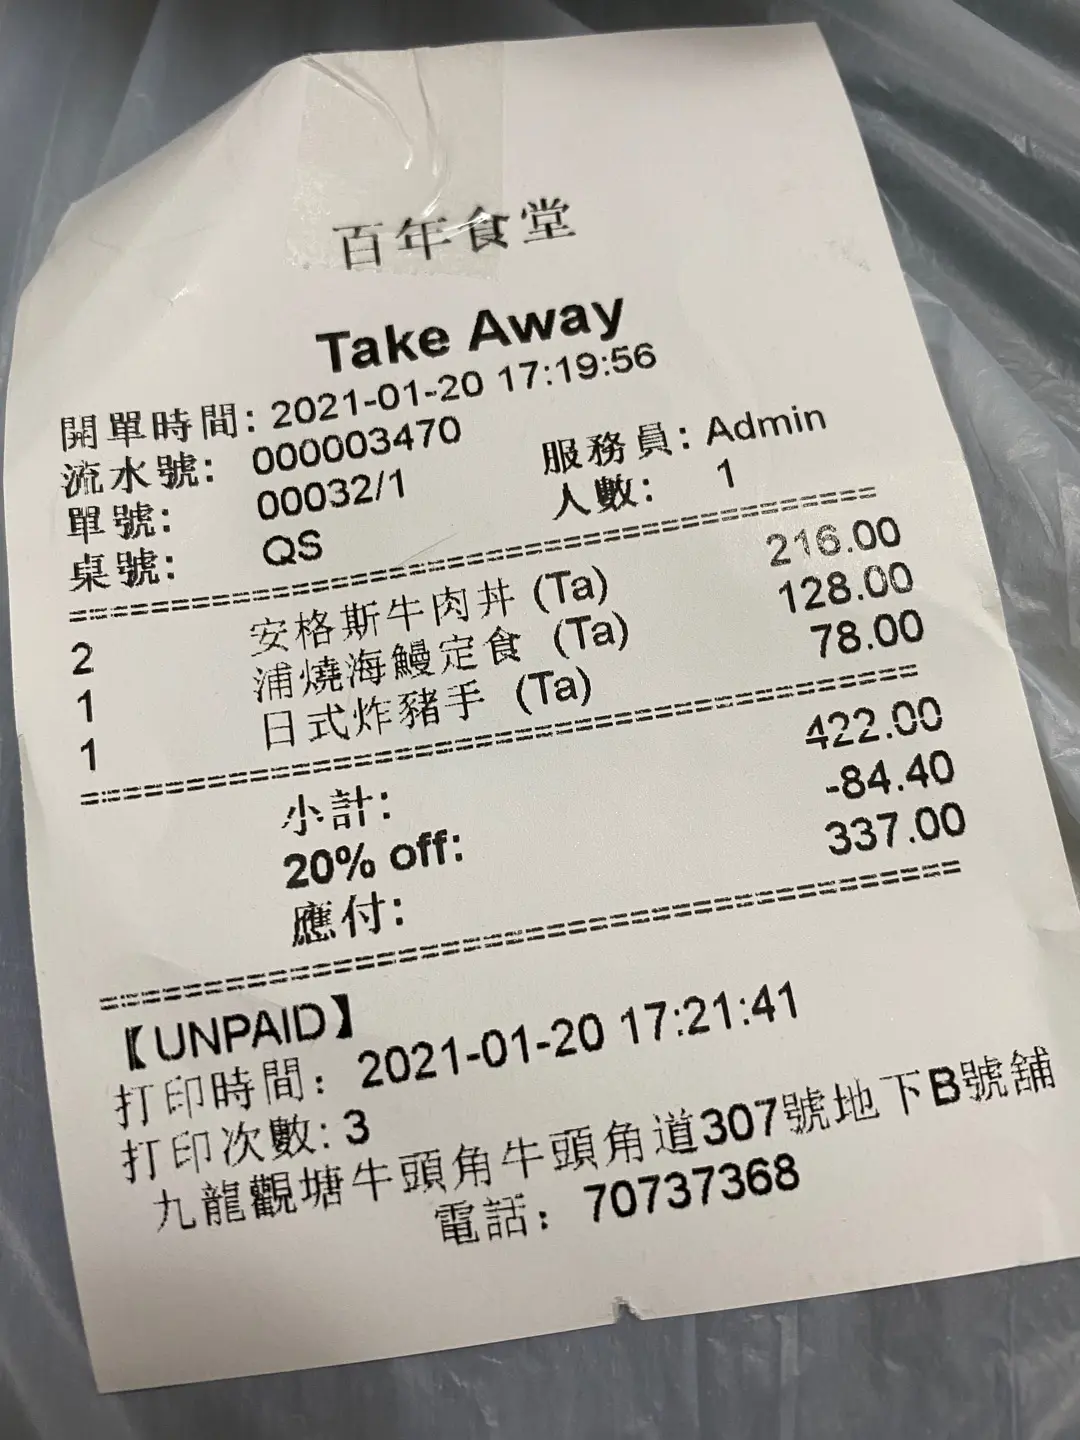 百年食堂
Take Away
開單時間: 2021-01-20 17:19:56
流水號: 000003470
單號: 00032/1 服務員: Admin
桌號: QS 人數: 1
2 安格斯牛肉丼 (Ta) 216.00
1 浦燒海鰻定食 (Ta) 128.00
1 日式炸豬手 (Ta) 78.00
小計: 422.00
20% off: -84.40
應付: 337.00
【UNPAID】
打印時間: 2021-01-20 17:21:41
打印次數: 3
九龍觀塘牛頭角牛頭角道307號地下B號舖
電話: 70737368